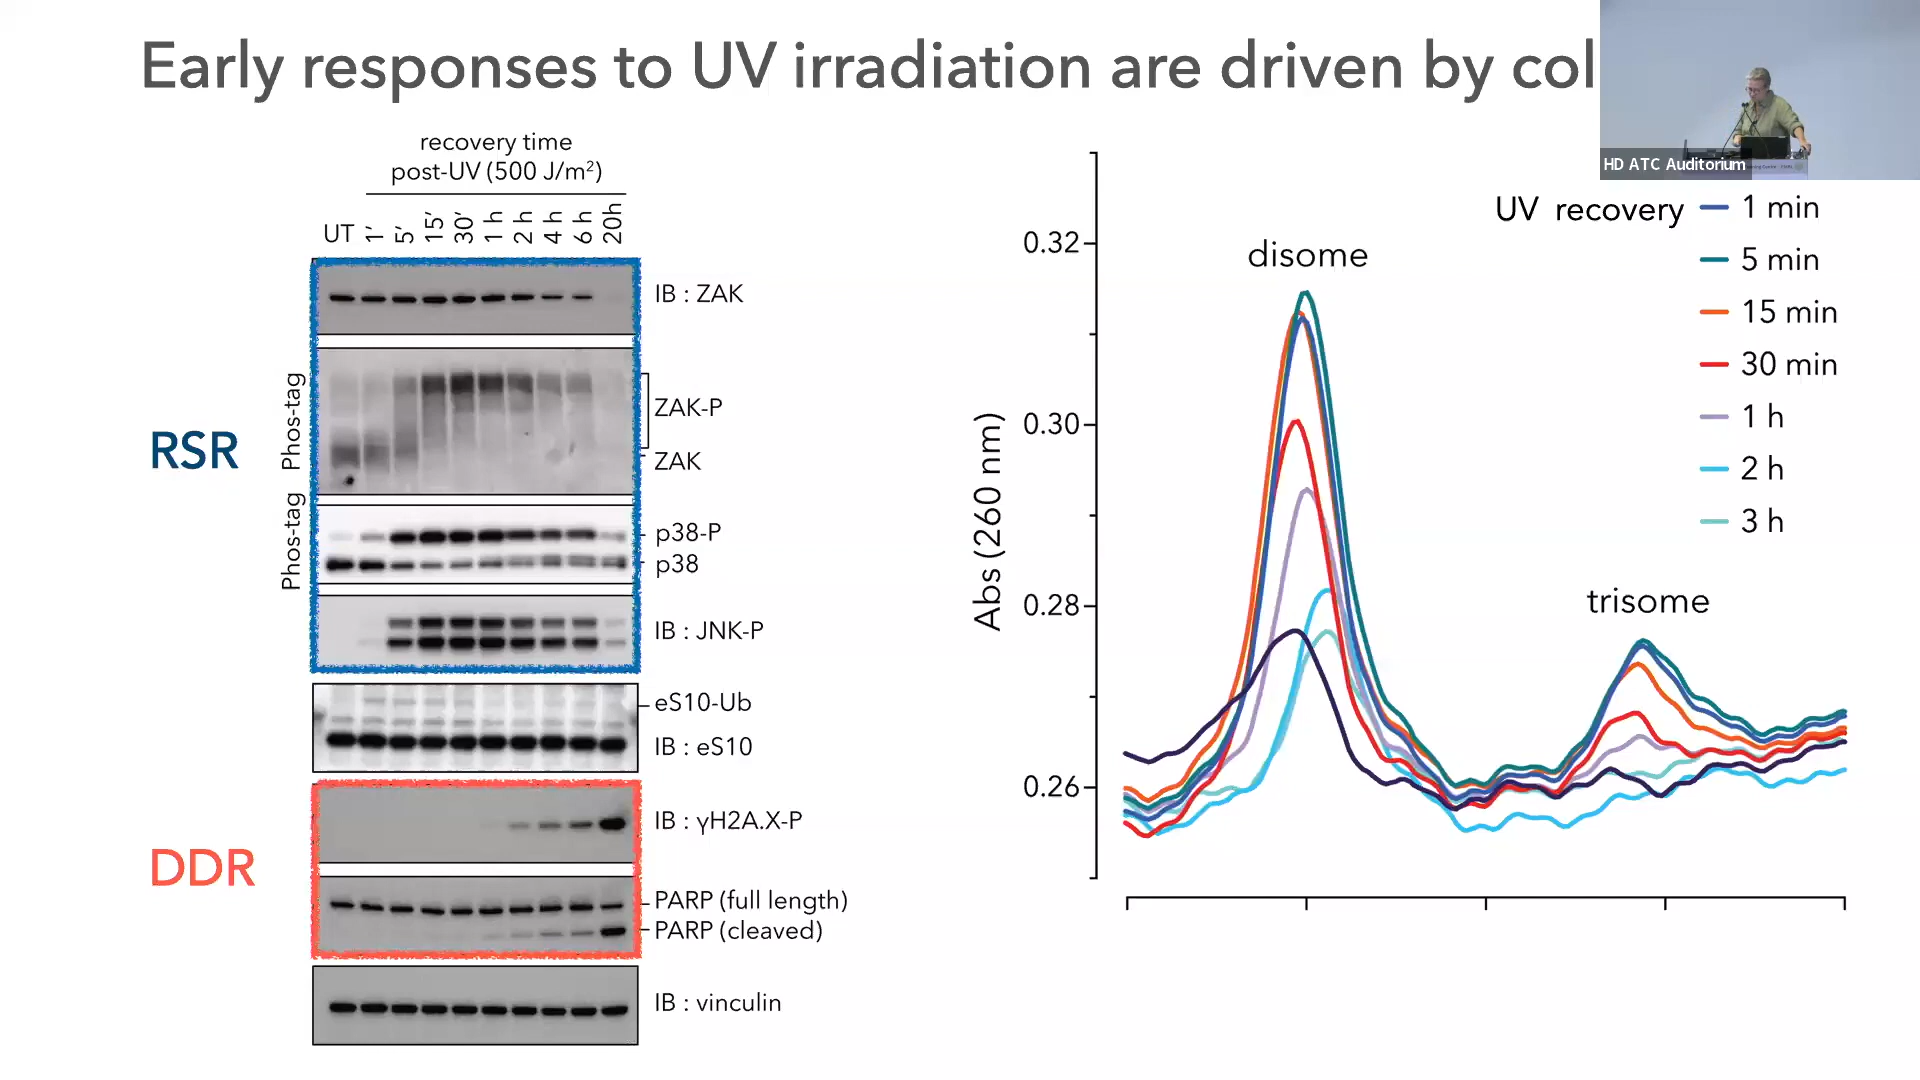 Early responses to UV irradiation are driven by col
HD ATC Auditorium
recovery time
post-UV (500 J/m²)
UT 1′ 5′ 15′ 30′ 1 h 2 h 4 h 6 h 20h
IB : ZAK
Phos-tag
ZAK-P
ZAK
RSR
Phos-tag
p38-P
p38
IB : JNK-P
eS10-Ub
IB : eS10
DDR
IB : γH2A.X-P
PARP (full length)
PARP (cleaved)
IB : vinculin
UV recovery
1 min
5 min
15 min
30 min
1 h
2 h
3 h
disome
trisome
Abs (260 nm)
0.32
0.30
0.28
0.26